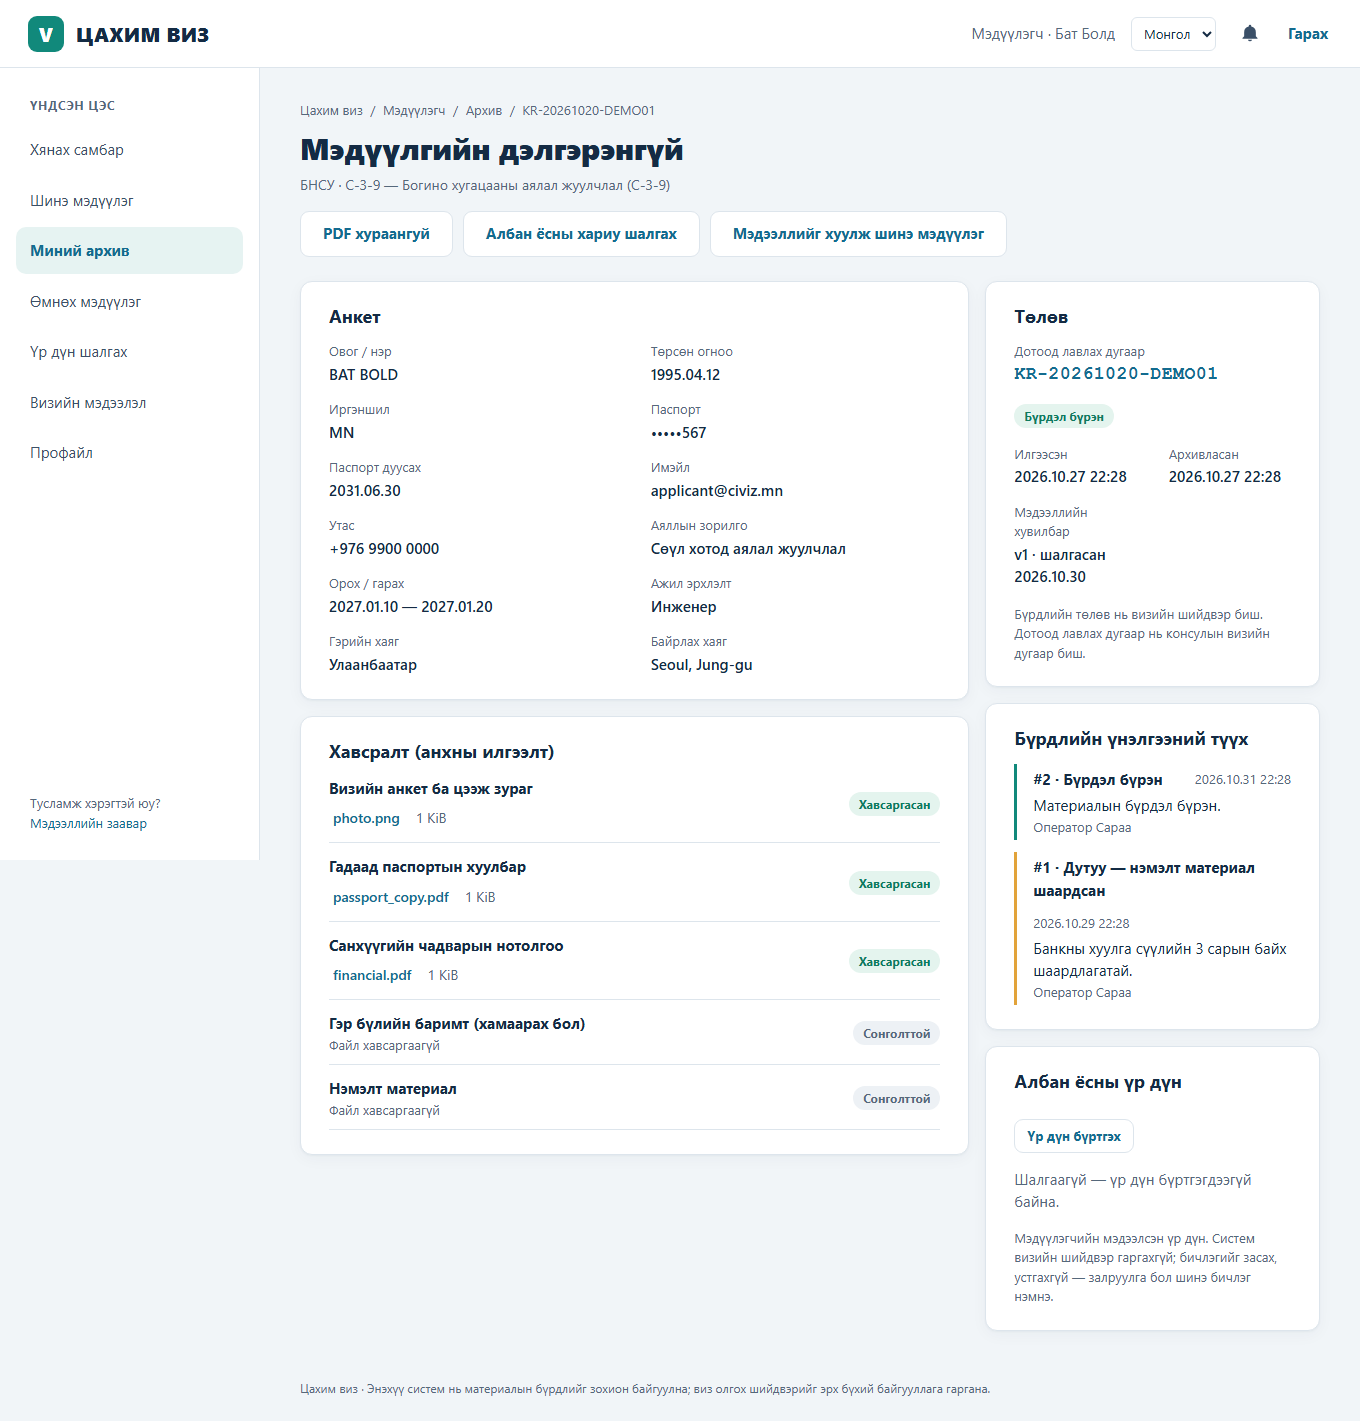 V ЦАХИМ ВИЗ
Мэдүүлэгч · Бат Болд
Монгол
Гарах
ҮНДСЭН ЦЭС
Хянах самбар
Шинэ мэдүүлэг
Миний архив
Өмнөх мэдүүлэг
Үр дүн шалгах
Визийн мэдээлэл
Профайл
Тусламж хэрэгтэй юу?
Мэдээллийн заавар
Цахим виз / Мэдүүлэгч / Архив / KR-20261020-DEMO01
Мэдүүлгийн дэлгэрэнгүй
БНСУ · C-3-9 — Богино хугацааны аялал жуулчлал (C-3-9)
PDF хураангуй
Албан ёсны хариу шалгах
Мэдээллийг хуулж шинэ мэдүүлэг
Анкет
Овог / нэр
BAT BOLD
Төрсөн огноо
1995.04.12
Иргэншил
MN
Паспорт
•••••567
Паспорт дуусах
2031.06.30
Имэйл
applicant@civiz.mn
Утас
+976 9900 0000
Аяллын зорилго
Сөүл хотод аялал жуулчлал
Орох / гарах
2027.01.10 — 2027.01.20
Ажил эрхлэлт
Инженер
Гэрийн хаяг
Улаанбаатар
Байрлах хаяг
Seoul, Jung-gu
Хавсралт (анхны илгээлт)
Визийн анкет ба цээж зураг
photo.png 1 KiB
Хавсаргасан
Гадаад паспортын хуулбар
passport_copy.pdf 1 KiB
Хавсаргасан
Санхүүгийн чадварын нотолгоо
financial.pdf 1 KiB
Хавсаргасан
Гэр бүлийн баримт (хамаарах бол)
Файл хавсаргаагүй
Сонголттой
Нэмэлт материал
Файл хавсаргаагүй
Сонголттой
Төлөв
Дотоод лавлах дугаар
KR-20261020-DEMO01
Бүрдэл бүрэн
Илгээсэн
2026.10.27 22:28
Архивласан
2026.10.27 22:28
Мэдээллийн
хувилбар
v1 · шалгасан
2026.10.30
Бүрдлийн төлөв нь визийн шийдвэр биш.
Дотоод лавлах дугаар нь консулын визийн
дугаар биш.
Бүрдлийн үнэлгээний түүх
#2 · Бүрдэл бүрэн 2026.10.31 22:28
Материалын бүрдэл бүрэн.
Оператор Сараа
#1 · Дутуу — нэмэлт материал
шаардсан
2026.10.29 22:28
Банкны хуулга сүүлийн 3 сарын байх
шаардлагатай.
Оператор Сараа
Албан ёсны үр дүн
Үр дүн бүртгэх
Шалгаагүй — үр дүн бүртгэгдээгүй
байна.
Мэдүүлэгчийн мэдээлсэн үр дүн. Систем
визийн шийдвэр гаргахгүй; бичлэгийг засах,
устгахгүй — залруулга бол шинэ бичлэг
нэмнэ.
Цахим виз · Энэхүү систем нь материалын бүрдлийг зохион байгуулна; виз олгох шийдвэрийг эрх бүхий байгууллага гаргана.